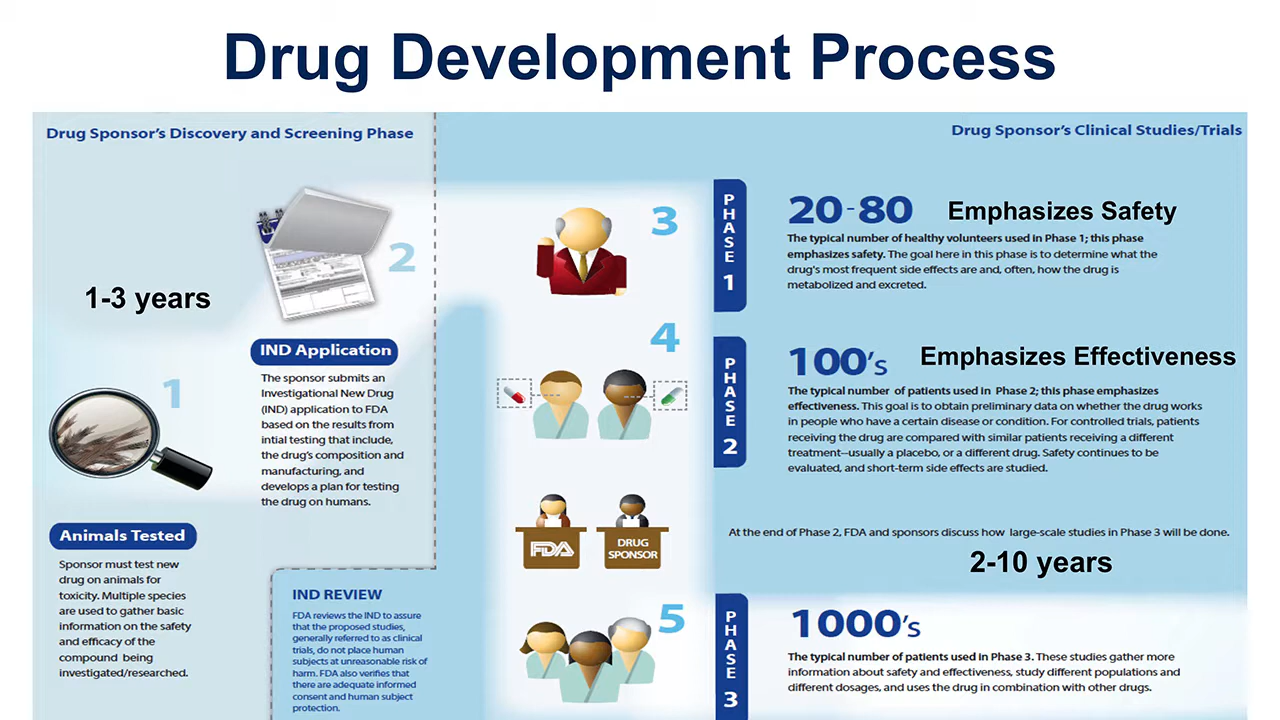 Drug Development Process
Drug Sponsor's Discovery and Screening Phase
1-3 years
1
Animals Tested
Sponsor must test new
drug on animals for
toxicity. Multiple species
are used to gather basic
information on the safety
and efficacy of the
compound being
investigated/researched.
2
IND Application
The sponsor submits an
Investigational New Drug
(IND) application to FDA
based on the results from
intial testing that include,
the drug's composition and
manufacturing, and
develops a plan for testing
the drug on humans.
IND REVIEW
FDA reviews the IND to assure
that the proposed studies,
generally referred to as clinical
trials, do not place human
subjects at unreasonable risk of
harm. FDA also verifies that
there are adequate informed
consent and human subject
protection.
Drug Sponsor's Clinical Studies/Trials
3
PHASE 1
20-80 Emphasizes Safety
The typical number of healthy volunteers used in Phase 1; this phase
emphasizes safety. The goal here in this phase is to determine what the
drug's most frequent side effects are and, often, how the drug is
metabolized and excreted.
4
PHASE 2
100's Emphasizes Effectiveness
The typical number of patients used in Phase 2; this phase emphasizes
effectiveness. This goal is to obtain preliminary data on whether the drug works
in people who have a certain disease or condition. For controlled trials, patients
receiving the drug are compared with similar patients receiving a different
treatment--usually a placebo, or a different drug. Safety continues to be
evaluated, and short-term side effects are studied.
FDA
DRUG
SPONSOR
At the end of Phase 2, FDA and sponsors discuss how large-scale studies in Phase 3 will be done.
2-10 years
5
PHASE 3
1000's
The typical number of patients used in Phase 3. These studies gather more
information about safety and effectiveness, study different populations and
different dosages, and uses the drug in combination with other drugs.